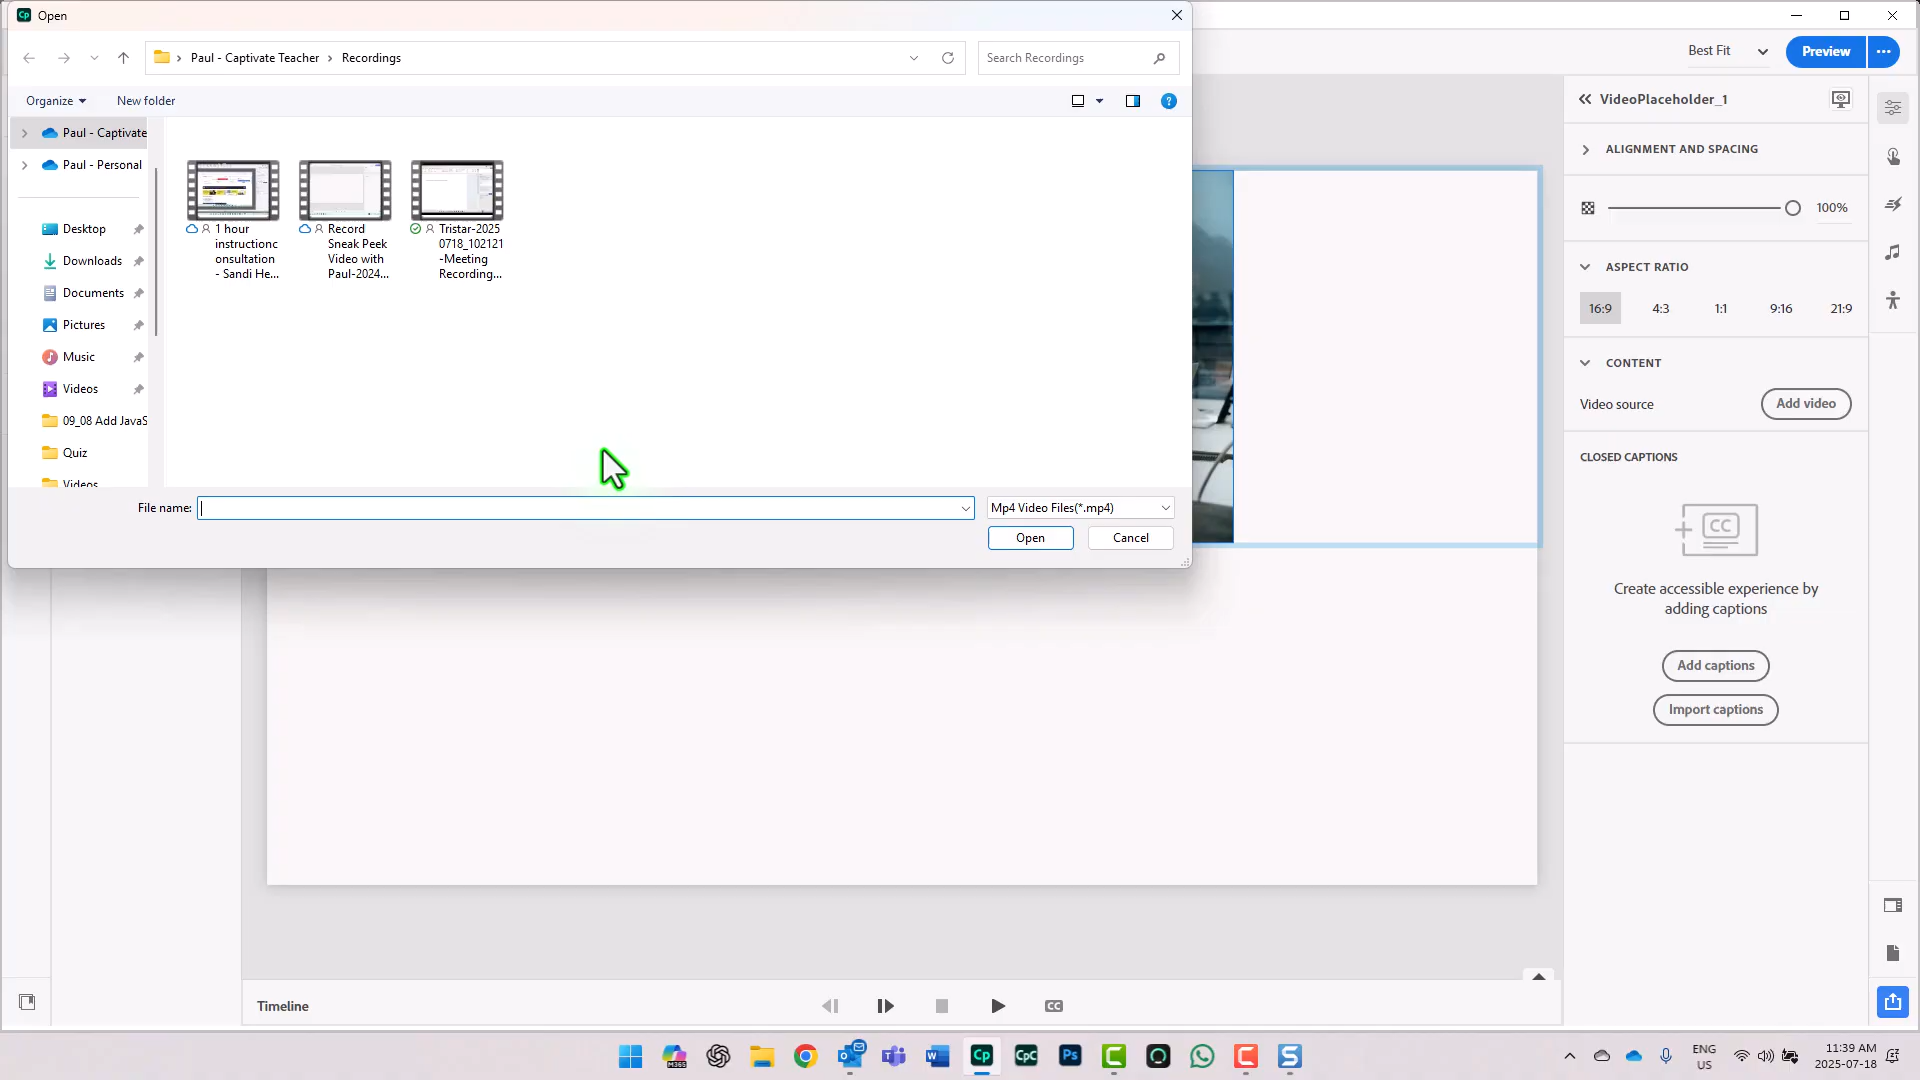 Open
Paul - Captivate Teacher
Recordings
Search Recordings
Best Fit
Preview
Organize
New folder
VideoPlaceholder_1
Paul - Captivate
Paul - Personal
ALIGNMENT AND SPACING
100%
Desktop
Downloads
Documents
Pictures
Music
Videos
09_08 Add JavaS
Quiz
Videos
1 hour
instructionc
onsultation
- Sandi He...
Record
Sneak Peek
Video with
Paul-2024...
Tristar-2025
0718_102121
-Meeting
Recording...
ASPECT RATIO
16:9
4:3
1:1
9:16
21:9
CONTENT
Video source
Add video
CLOSED CAPTIONS
CC
Create accessible experience by
adding captions
Add captions
Import captions
File name:
Mp4 Video Files(*.mp4)
Open
Cancel
Timeline
CC
Cp
CpC
Ps
ENG
US
11:39 AM
2025-07-18